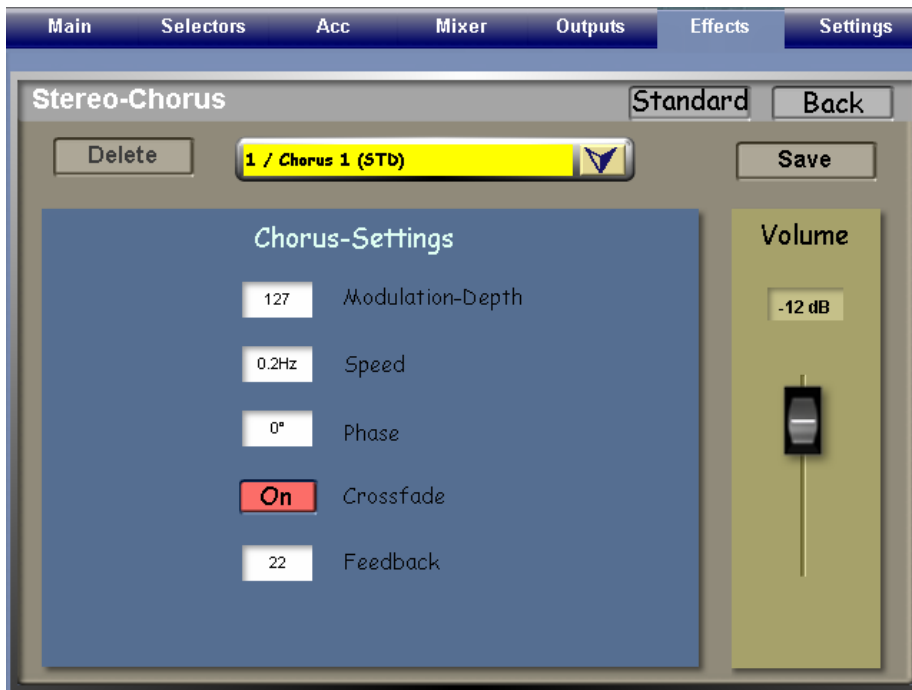 Main Selectors Acc Mixer Outputs Effects Settings
Stereo-Chorus Standard Back
Delete 1 / Chorus 1 (STD) Save
Chorus-Settings Volume
127 Modulation-Depth -12 dB
0.2Hz Speed
0° Phase
On Crossfade
22 Feedback